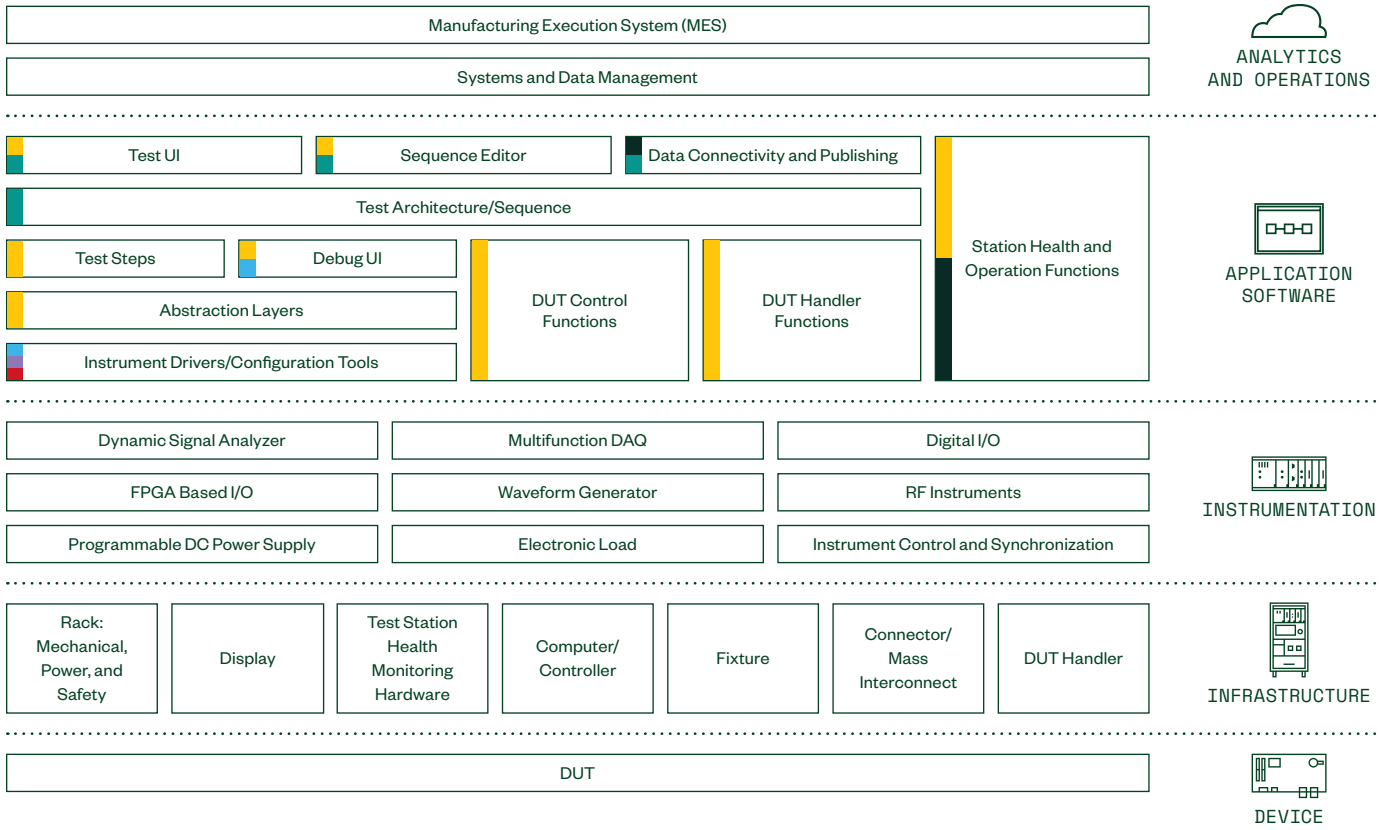 Manufacturing Execution System (MES)
Systems and Data Management
ANALYTICS
AND OPERATIONS
Test UI
Sequence Editor
Data Connectivity and Publishing
Test Architecture/Sequence
Test Steps
Debug UI
Abstraction Layers
Instrument Drivers/Configuration Tools
DUT Control
Functions
DUT Handler
Functions
Station Health and
Operation Functions
APPLICATION
SOFTWARE
Dynamic Signal Analyzer
Multifunction DAQ
Digital I/O
FPGA Based I/O
Waveform Generator
RF Instruments
Programmable DC Power Supply
Electronic Load
Instrument Control and Synchronization
INSTRUMENTATION
Rack:
Mechanical,
Power, and
Safety
Display
Test Station
Health
Monitoring
Hardware
Computer/
Controller
Fixture
Connector/
Mass
Interconnect
DUT Handler
INFRASTRUCTURE
DUT
DEVICE